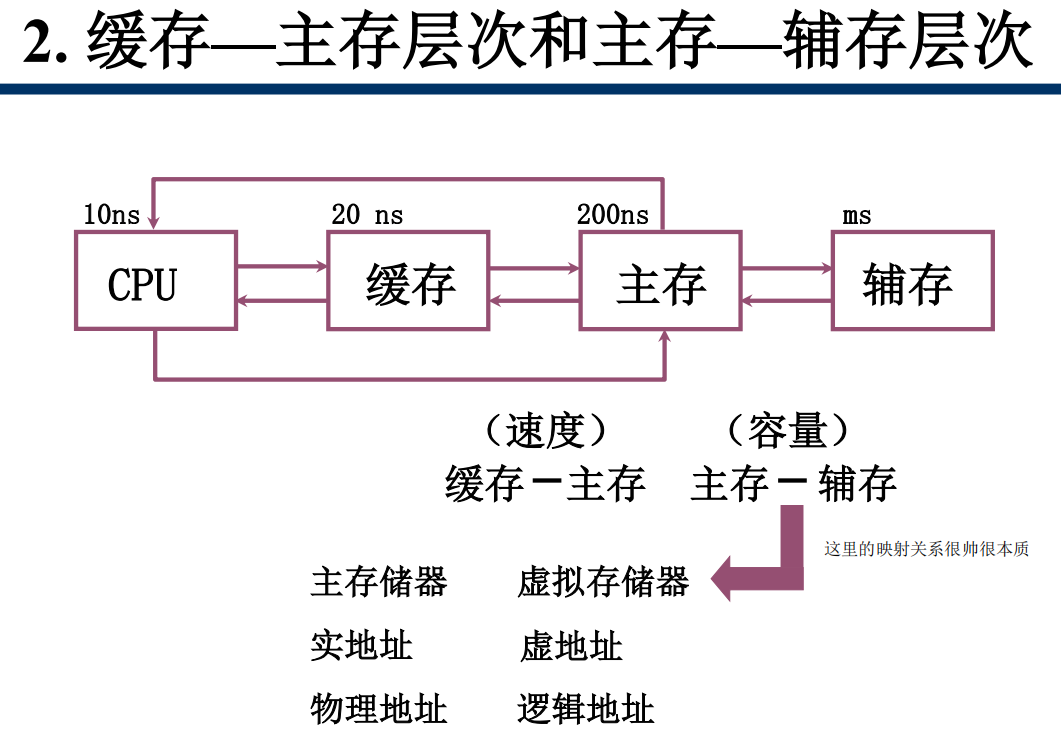 2. 缓存—主存层次和主存—辅存层次
10ns 20 ns 200ns ms
CPU 缓存 主存 辅存
（速度） （容量）
缓存－主存 主存－辅存
这里的映射关系很帅很本质
主存储器 虚拟存储器
实地址 虚地址
物理地址 逻辑地址